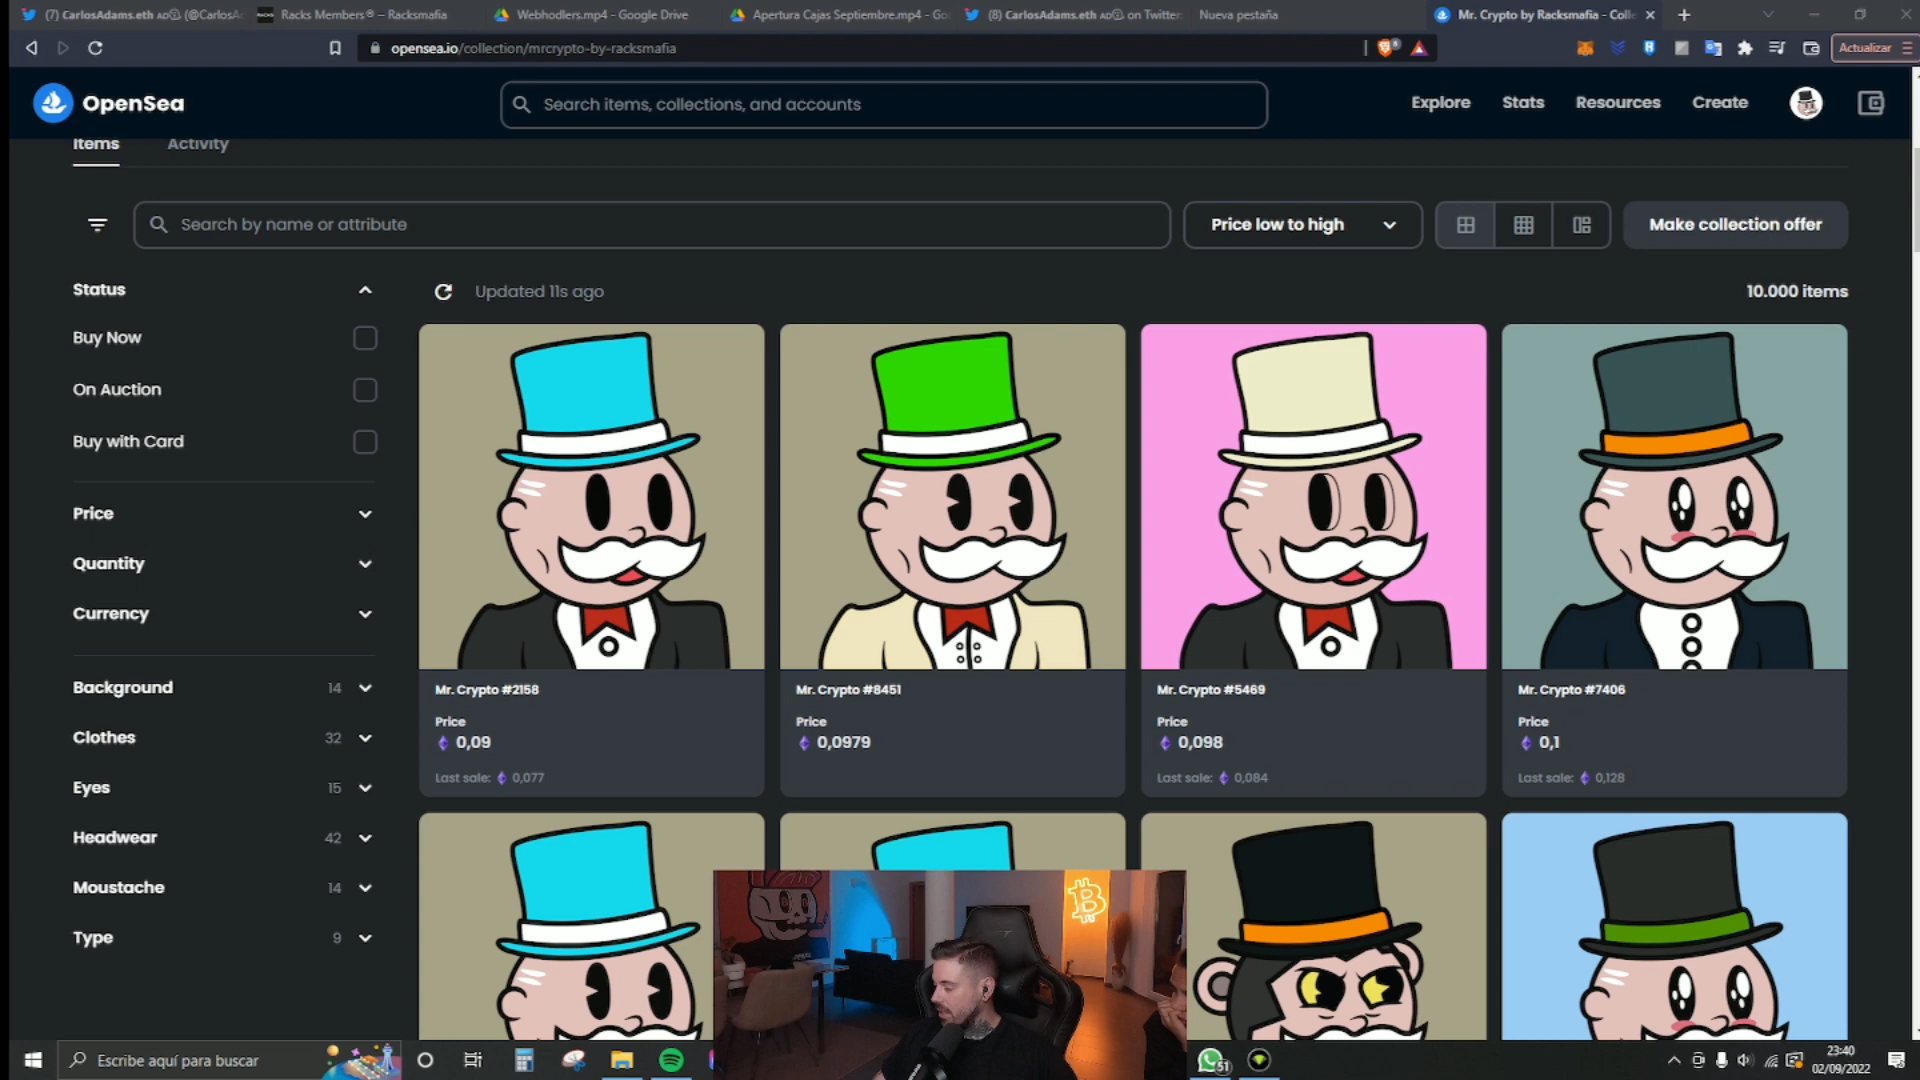 (7) CarlosAdams.eth
Racks Members® – Racksmafia
Webhodlers.mp4 - Google Drive
Apertura Cajas Septiembre.mp4 - Go
(8) CarlosAdams.eth on Twitter:
Nueva pestaña
Mr. Crypto by Racksmafia - Colle
opensea.io/collection/mrcrypto-by-racksmafia
Actualizar
OpenSea
Search items, collections, and accounts
Explore
Stats
Resources
Create
Items
Activity
Search by name or attribute
Price low to high
Make collection offer
Status
Updated 11s ago
10.000 items
Buy Now
On Auction
Buy with Card
Price
Quantity
Currency
Background 14
Clothes 32
Eyes 15
Headwear 42
Moustache 14
Type 9
Mr. Crypto #2158
Price
0,09
Last sale: 0,077
Mr. Crypto #8451
Price
0,0979
Mr. Crypto #5469
Price
0,098
Last sale: 0,084
Mr. Crypto #7406
Price
0,1
Last sale: 0,128
Escribe aquí para buscar
51
23:40
02/09/2022